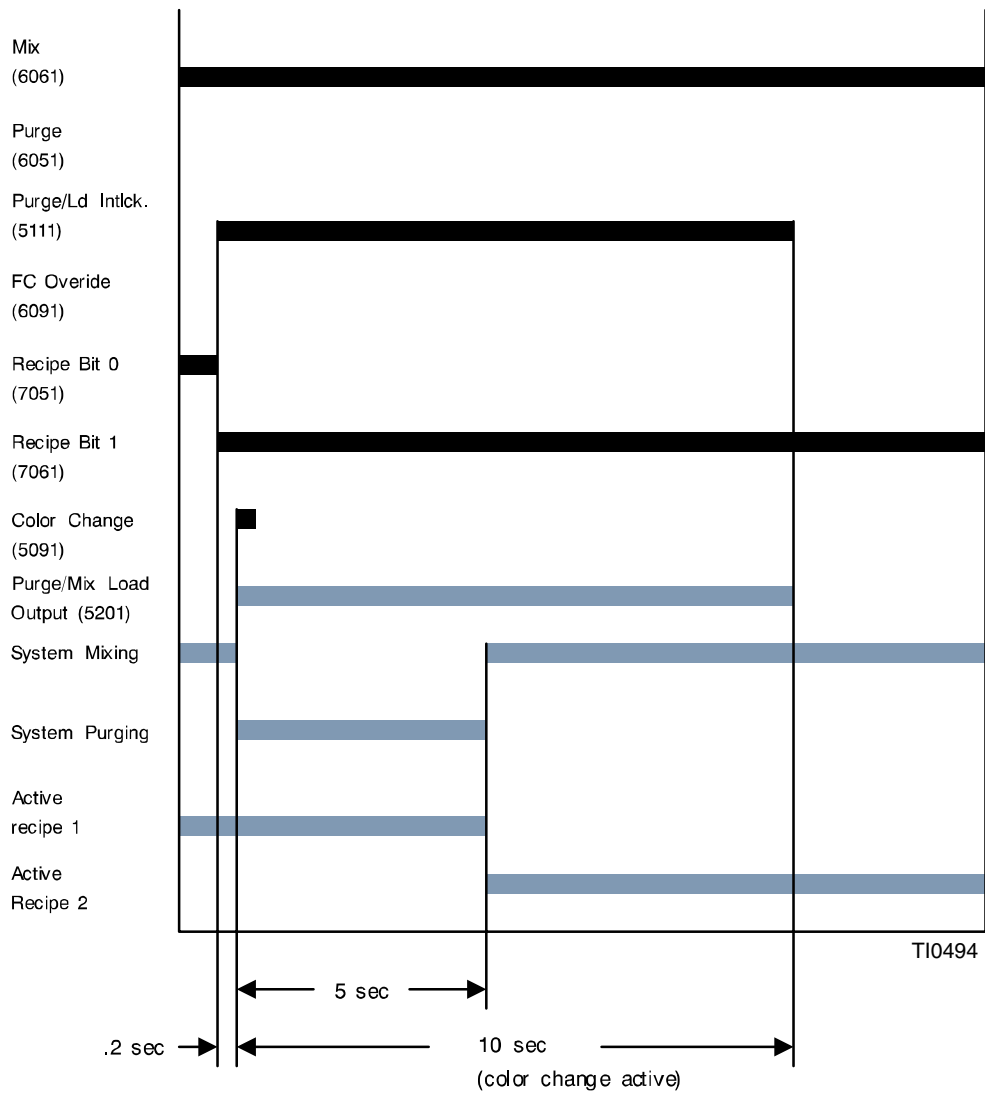 Mix
(6061)
Purge
(6051)
Purge/Ld Intlck.
(5111)
FC Overide
(6091)
Recipe Bit 0
(7051)
Recipe Bit 1
(7061)
Color Change
(5091)
Purge/Mix Load
Output (5201)
System Mixing
System Purging
Active
recipe 1
Active
Recipe 2
TI0494
5 sec
.2 sec
10 sec
(color change active)